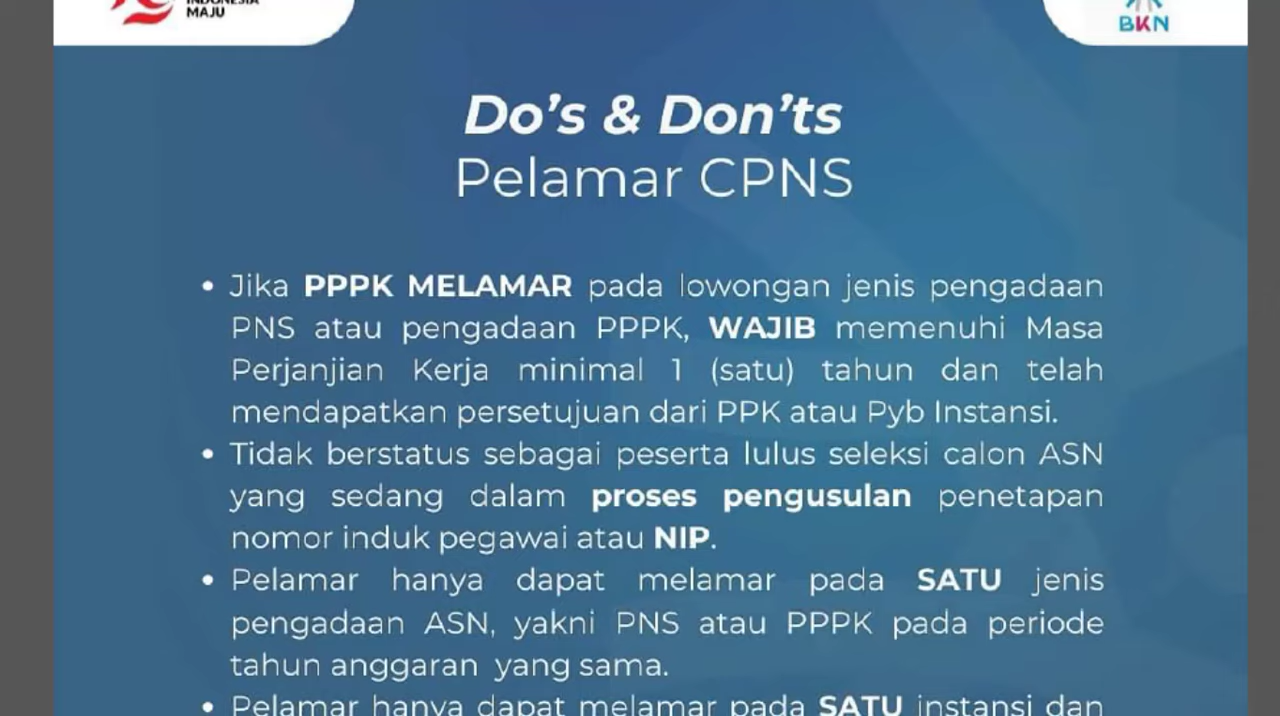 MAJU
BKN
Do's & Don'ts
Pelamar CPNS
• Jika PPPK MELAMAR pada lowongan jenis pengadaan
PNS atau pengadaan PPPK, WAJIB memenuhi Masa
Perjanjian Kerja minimal 1 (satu) tahun dan telah
mendapatkan persetujuan dari PPK atau Pyb Instansi.
• Tidak berstatus sebagai peserta lulus seleksi calon ASN
yang sedang dalam proses pengusulan penetapan
nomor induk pegawai atau NIP.
• Pelamar hanya dapat melamar pada SATU jenis
pengadaan ASN, yakni PNS atau PPPK pada periode
tahun anggaran yang sama.
• Pelamar hanya dapat melamar pada SATU instansi dan